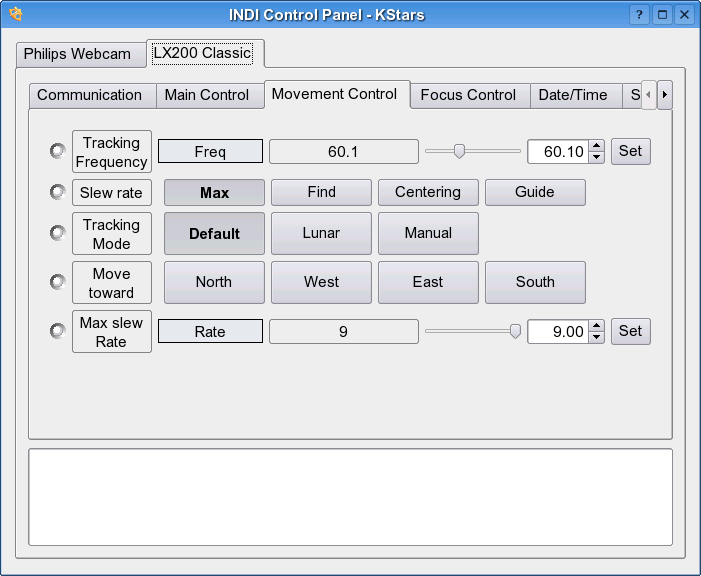 INDI Control Panel - KStars
?
Philips Webcam
LX200 Classic
Communication
Main Control
Movement Control
Focus Control
Date/Time
S
Tracking
Frequency
Freq
60.1
60.10
Set
Slew rate
Max
Find
Centering
Guide
Tracking
Mode
Default
Lunar
Manual
Move
toward
North
West
East
South
Max slew
Rate
Rate
9
9.00
Set